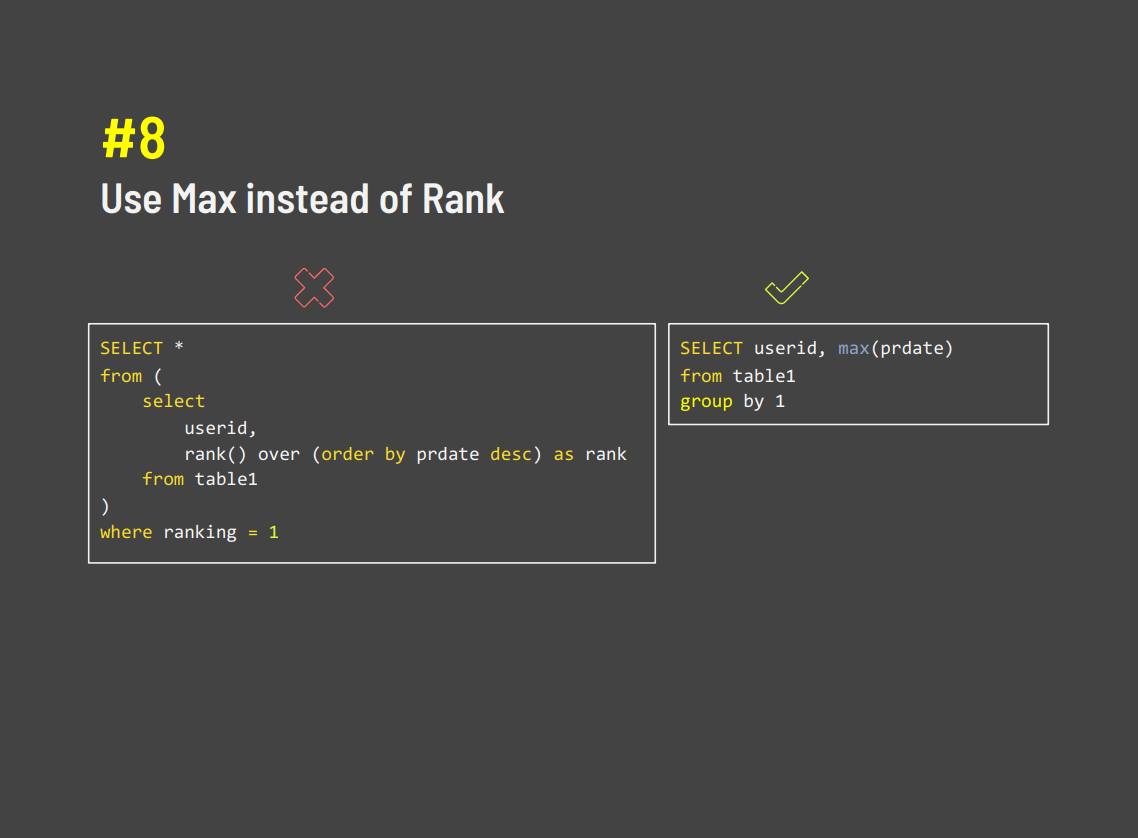 #8
Use Max instead of Rank
SELECT *
from (
    select
        userid,
        rank() over (order by prdate desc) as rank
    from table1
)
where ranking = 1
SELECT userid, max(prdate)
from table1
group by 1